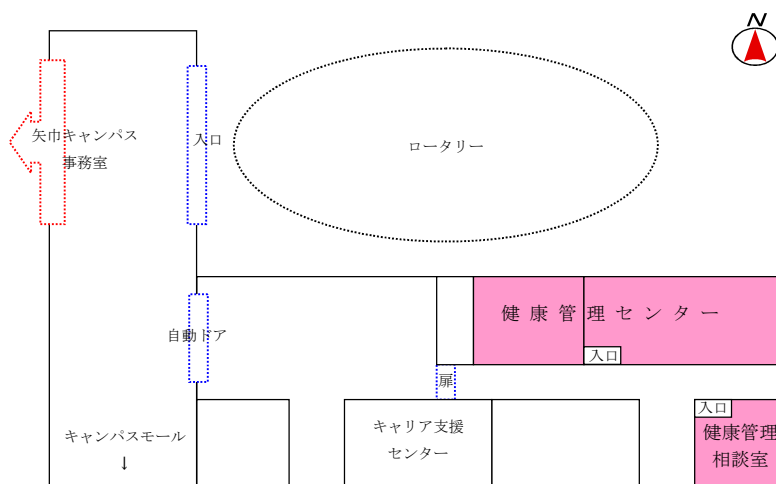 N
矢巾キャンパス
事務室
入口
ロータリー
健康管理センター
自動ドア
入口
扉
入口
キャリア支援
センター
健康管理
相談室
キャンパスモール
↓